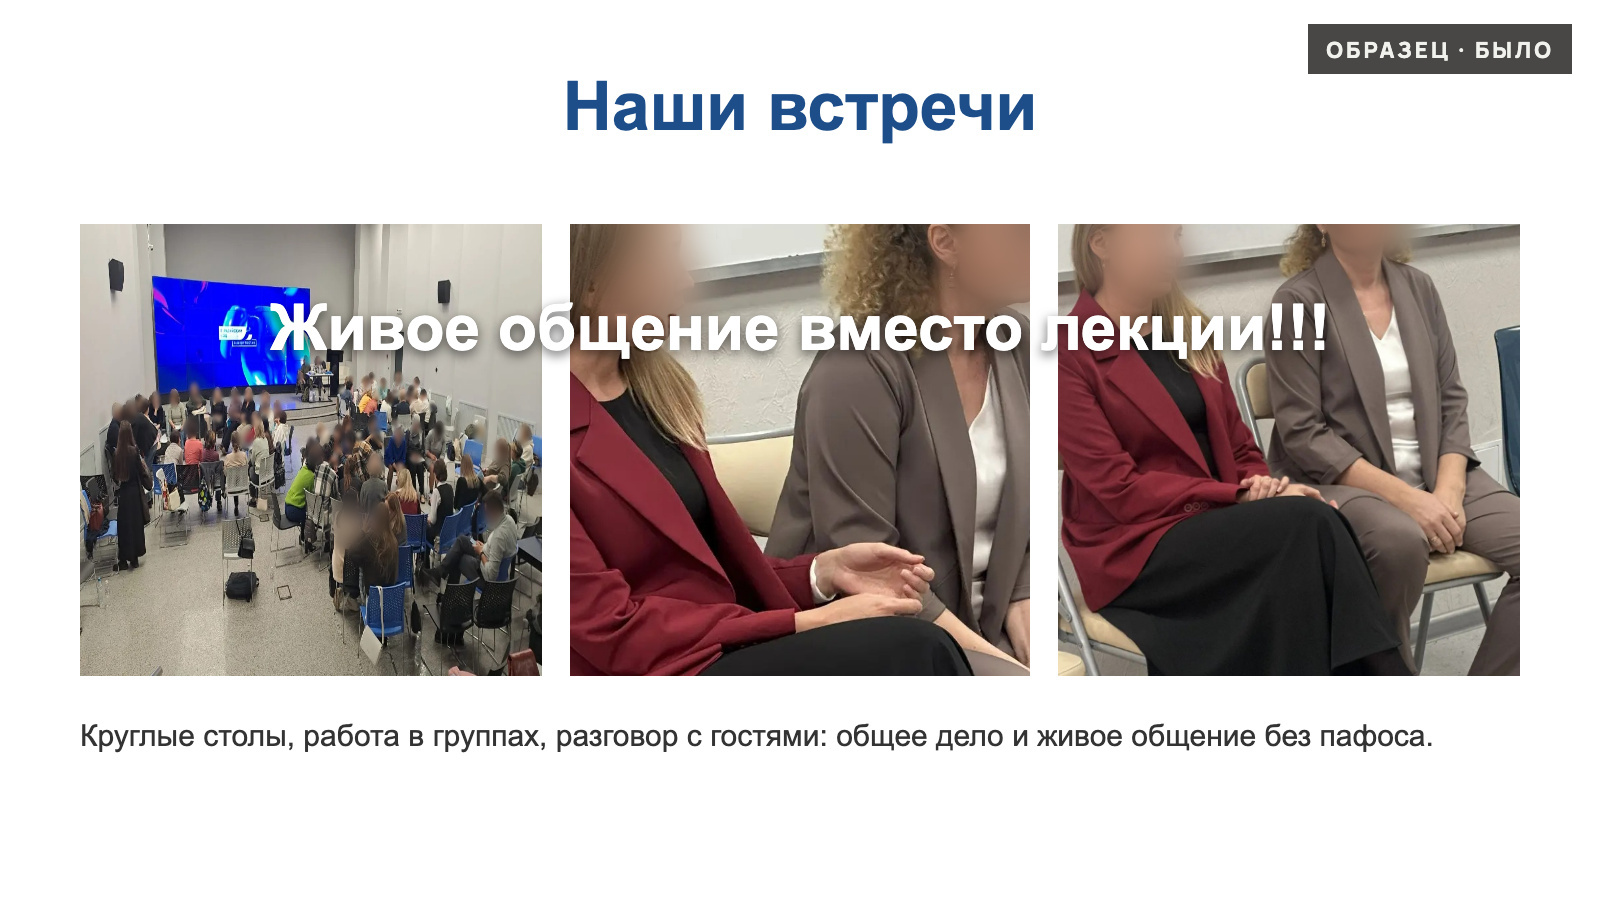 ОБРАЗЕЦ · БЫЛО
Наши встречи
Живое общение вместо лекции!!!
Круглые столы, работа в группах, разговор с гостями: общее дело и живое общение без пафоса.